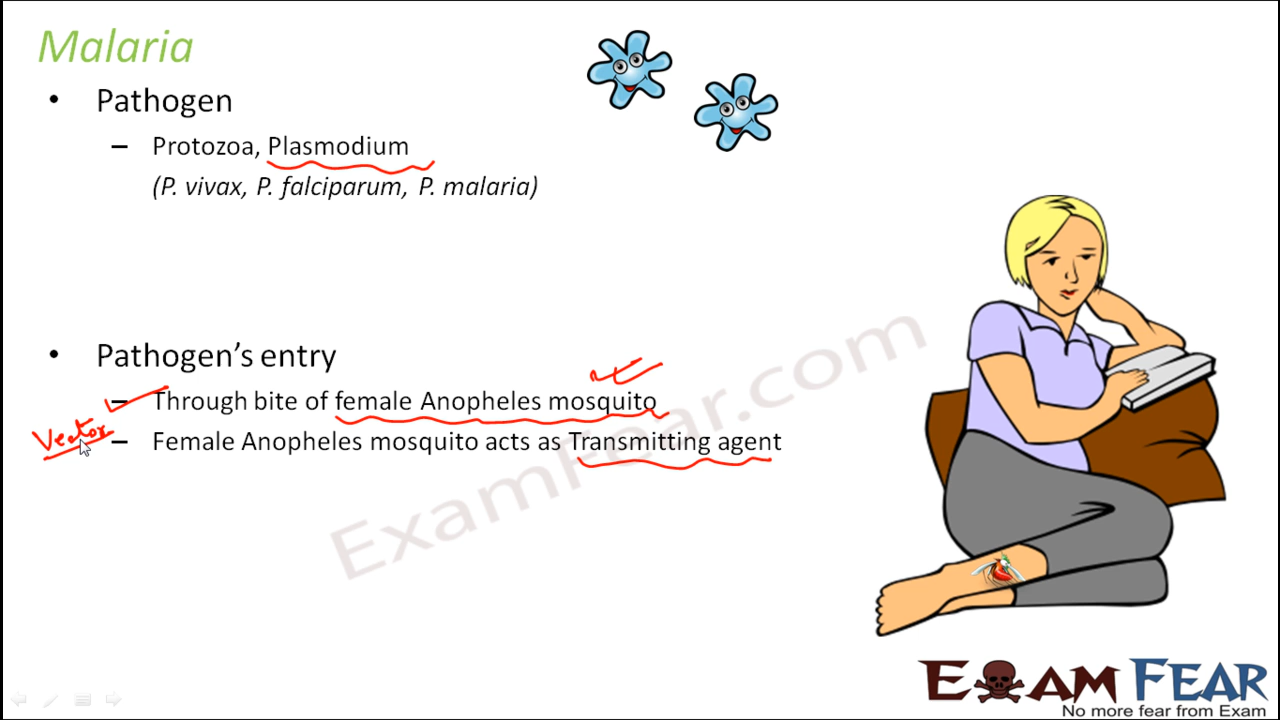 Malaria
• Pathogen
– Protozoa, Plasmodium
(P. vivax, P. falciparum, P. malaria)
• Pathogen's entry
– Through bite of female Anopheles mosquito
Vector
– Female Anopheles mosquito acts as Transmitting agent
ExamFear.com
EXAM FEAR
No more fear from Exam